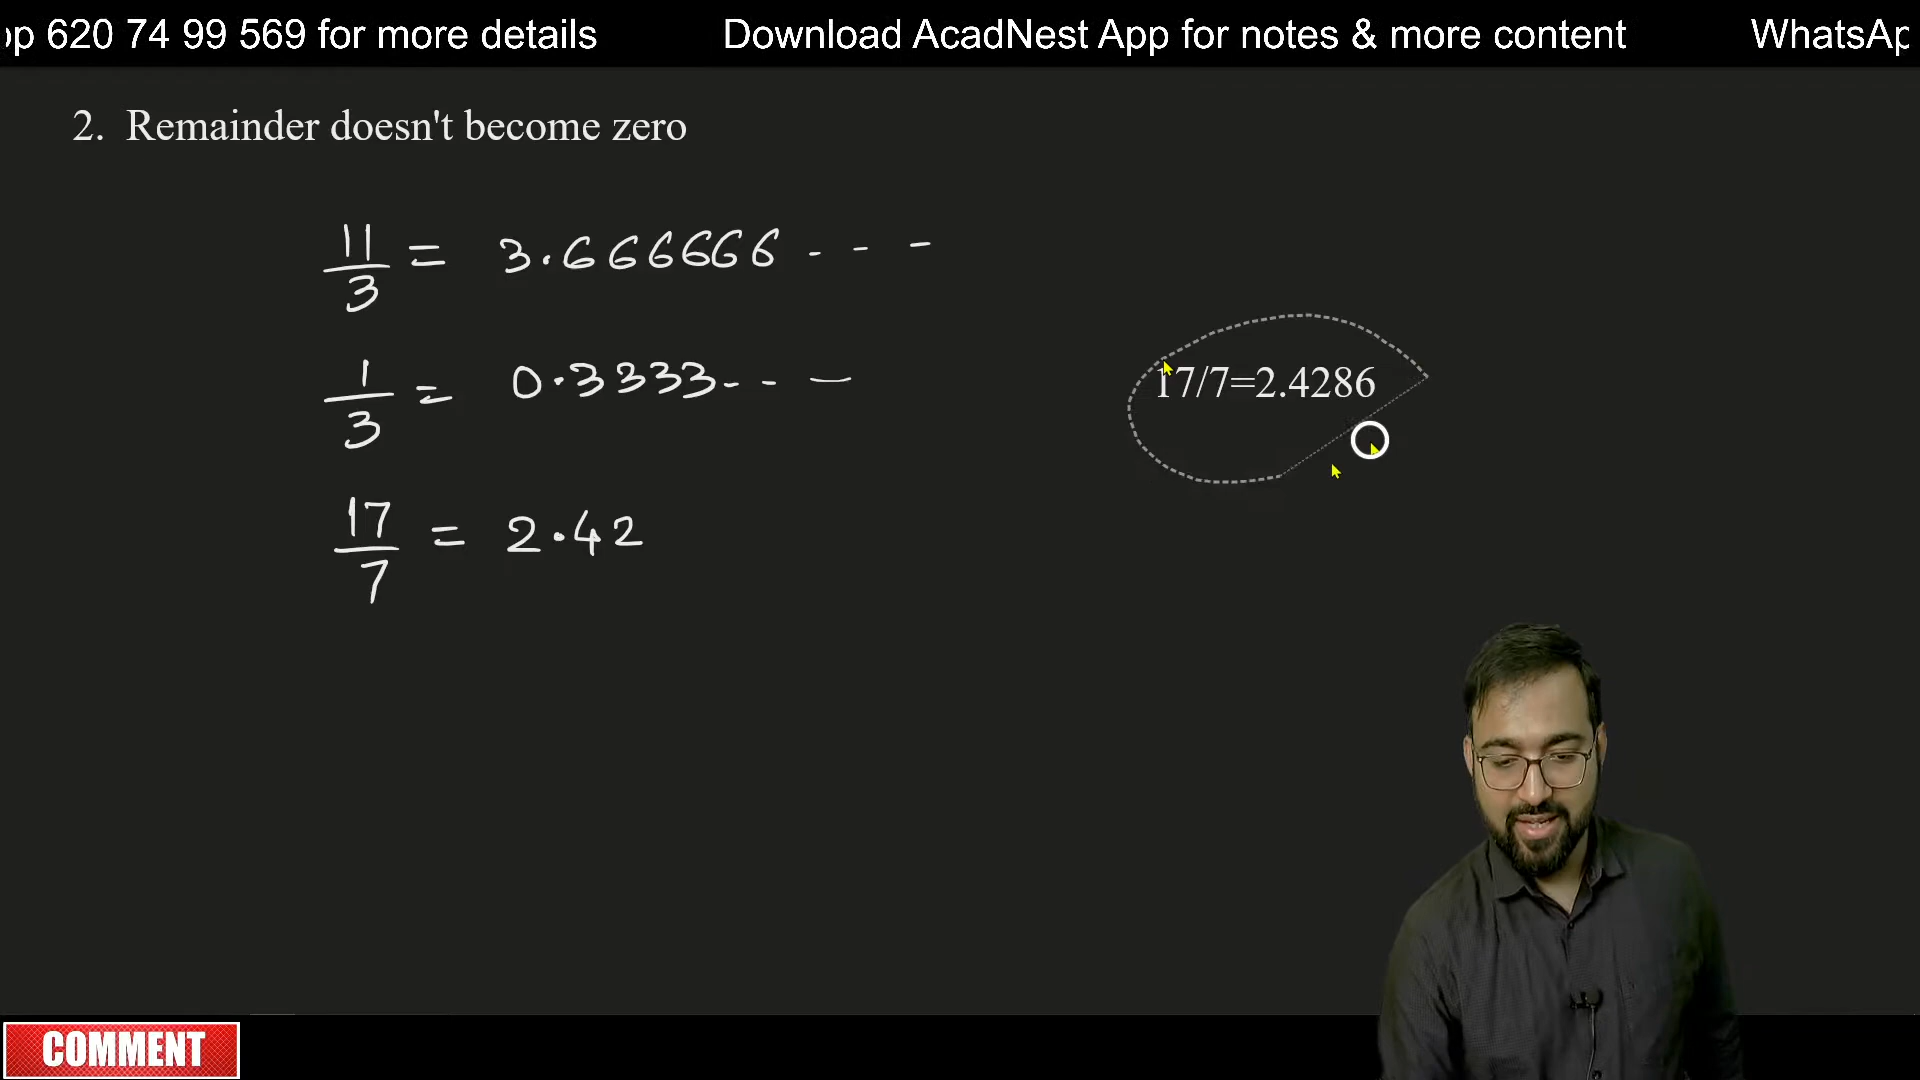 pp 620 74 99 569 for more details Download AcadNest App for notes & more content WhatsAp
2. Remainder doesn't become zero
11/3 = 3.666666 - - -
1/3 = 0.3333 - - -
17/7=2.4286
17/7 = 2.42
COMMENT